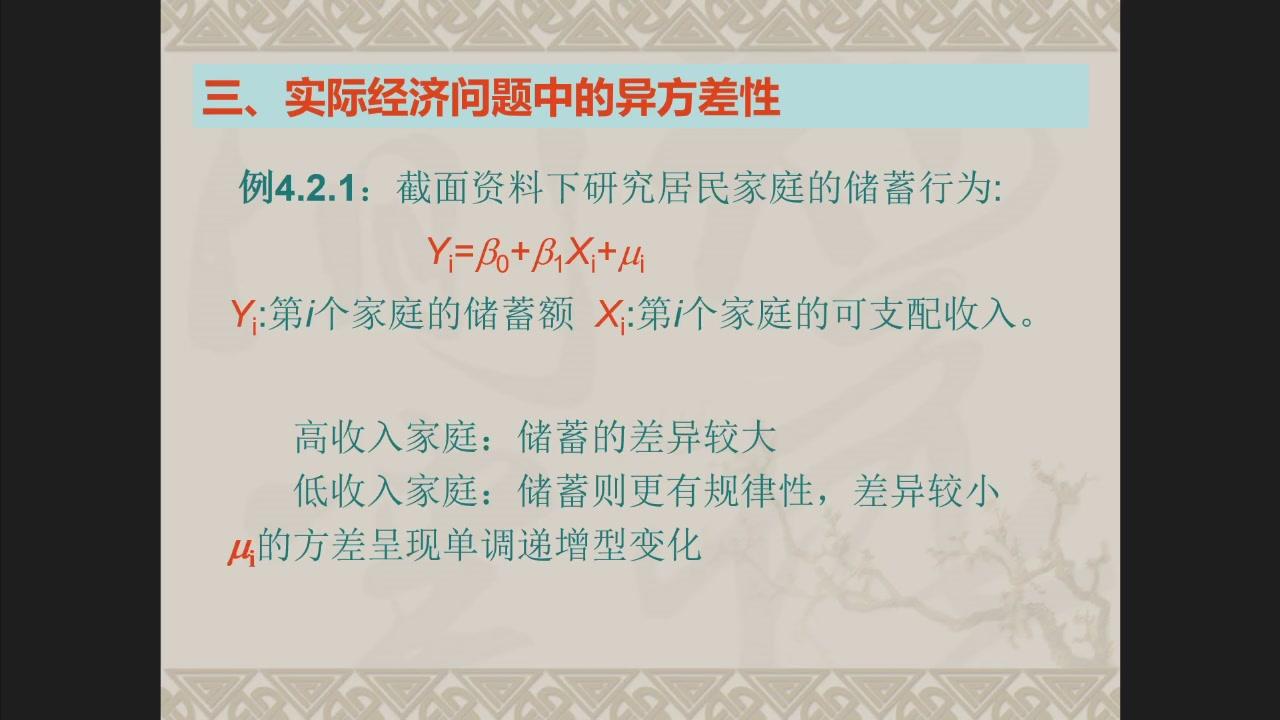 三、实际经济问题中的异方差性
例4.2.1：截面资料下研究居民家庭的储蓄行为:
Yi=β0+β1Xi+μi
Yi:第i个家庭的储蓄额 Xi:第i个家庭的可支配收入。
高收入家庭：储蓄的差异较大
低收入家庭：储蓄则更有规律性，差异较小
μi的方差呈现单调递增型变化